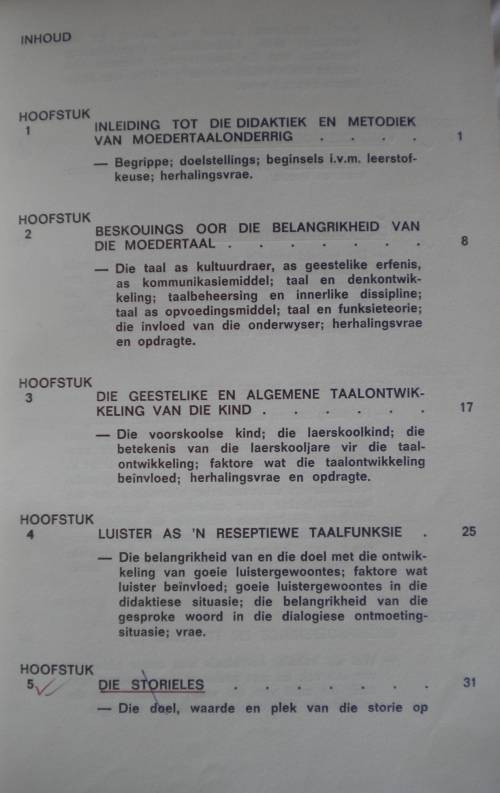 INHOUD
HOOFSTUK
1
INLEIDING TOT DIE DIDAKTIEK EN METODIEK
VAN MOEDERTAALONDERRIG . . . . 1
— Begrippe; doelstellings; beginsels i.v.m. leerstof-
keuse; herhalingsvrae.
HOOFSTUK
2
BESKOUINGS OOR DIE BELANGRIKHEID VAN
DIE MOEDERTAAL . . . . . . . 8
— Die taal as kultuurdraer, as geestelike erfenis,
as kommunikasiemiddel; taal en denkontwik-
keling; taalbeheersing en innerlike dissipline;
taal as opvoedingsmiddel; taal en funksieteorie;
die invloed van die onderwyser; herhalingsvrae
en opdragte.
HOOFSTUK
3
DIE GEESTELIKE EN ALGEMENE TAALONTWIK-
KELING VAN DIE KIND . . . . . . 17
— Die voorskoolse kind; die laerskoolkind; die
betekenis van die laerskooljare vir die taal-
ontwikkeling; faktore wat die taalontwikkeling
beïnvloed; herhalingsvrae en opdragte.
HOOFSTUK
4
LUISTER AS 'N RESEPTIEWE TAALFUNKSIE . 25
— Die belangrikheid van en die doel met die ontwik-
keling van goeie luistergewoontes; faktore wat
luister beïnvloed; goeie luistergewoontes in die
didaktiese situasie; die belangrikheid van die
gesproke woord in die dialogiese ontmoeting-
situasie; vrae.
HOOFSTUK
5
DIE STORIELES . . . . . . . 31
— Die doel, waarde en plek van die storie op